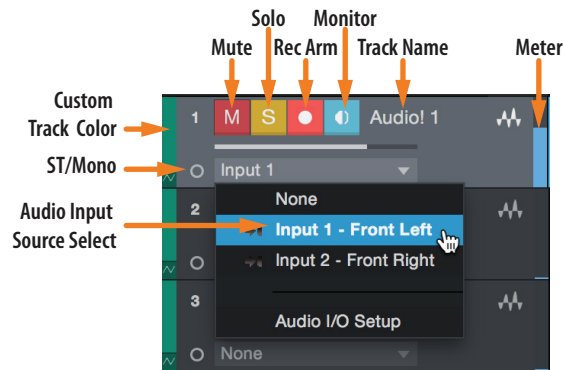 Solo Monitor
Mute Rec Arm Track Name Meter
Custom
Track Color
ST/Mono
Audio Input
Source Select
1 M S Audio! 1
Input 1
None
2
Input 1 - Front Left
Input 2 - Front Right
3
Audio I/O Setup
None